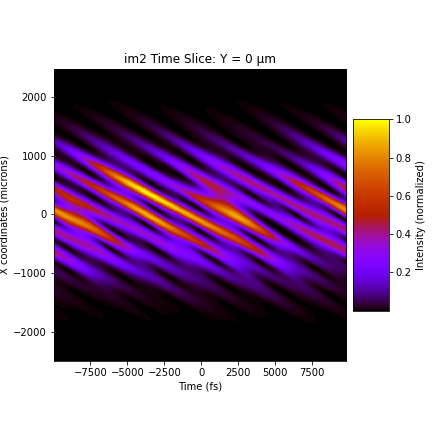 im2 Time Slice: Y = 0 μm
X coordinates (microns)
2000
1000
0
−1000
−2000
−7500 −5000 −2500 0 2500 5000 7500
Time (fs)
1.0
0.8
0.6
0.4
0.2
Intensity (normalized)